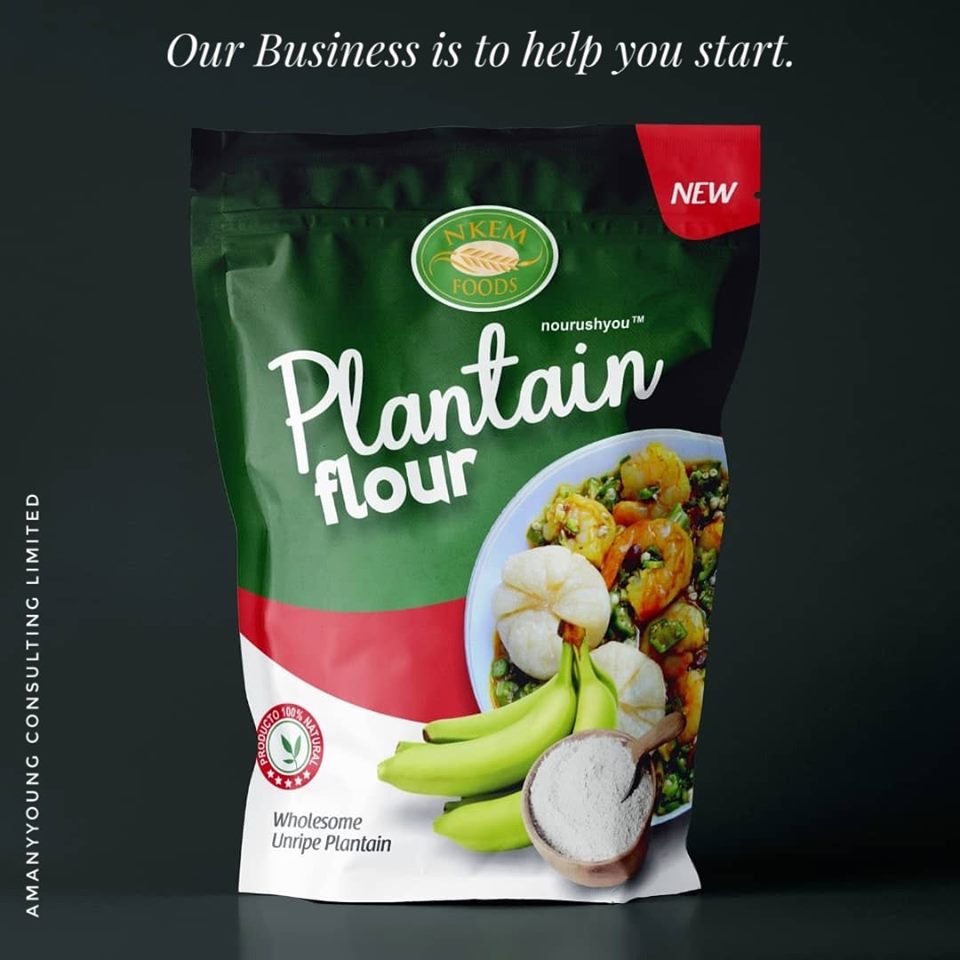 Our Business is to help you start.
NEW
NKEM
FOODS
nourushyou™
Plantain
flour
PRODUCTO 100% NATURAL
Wholesome
Unripe Plantain
AMANYYOUNG CONSULTING LIMITED